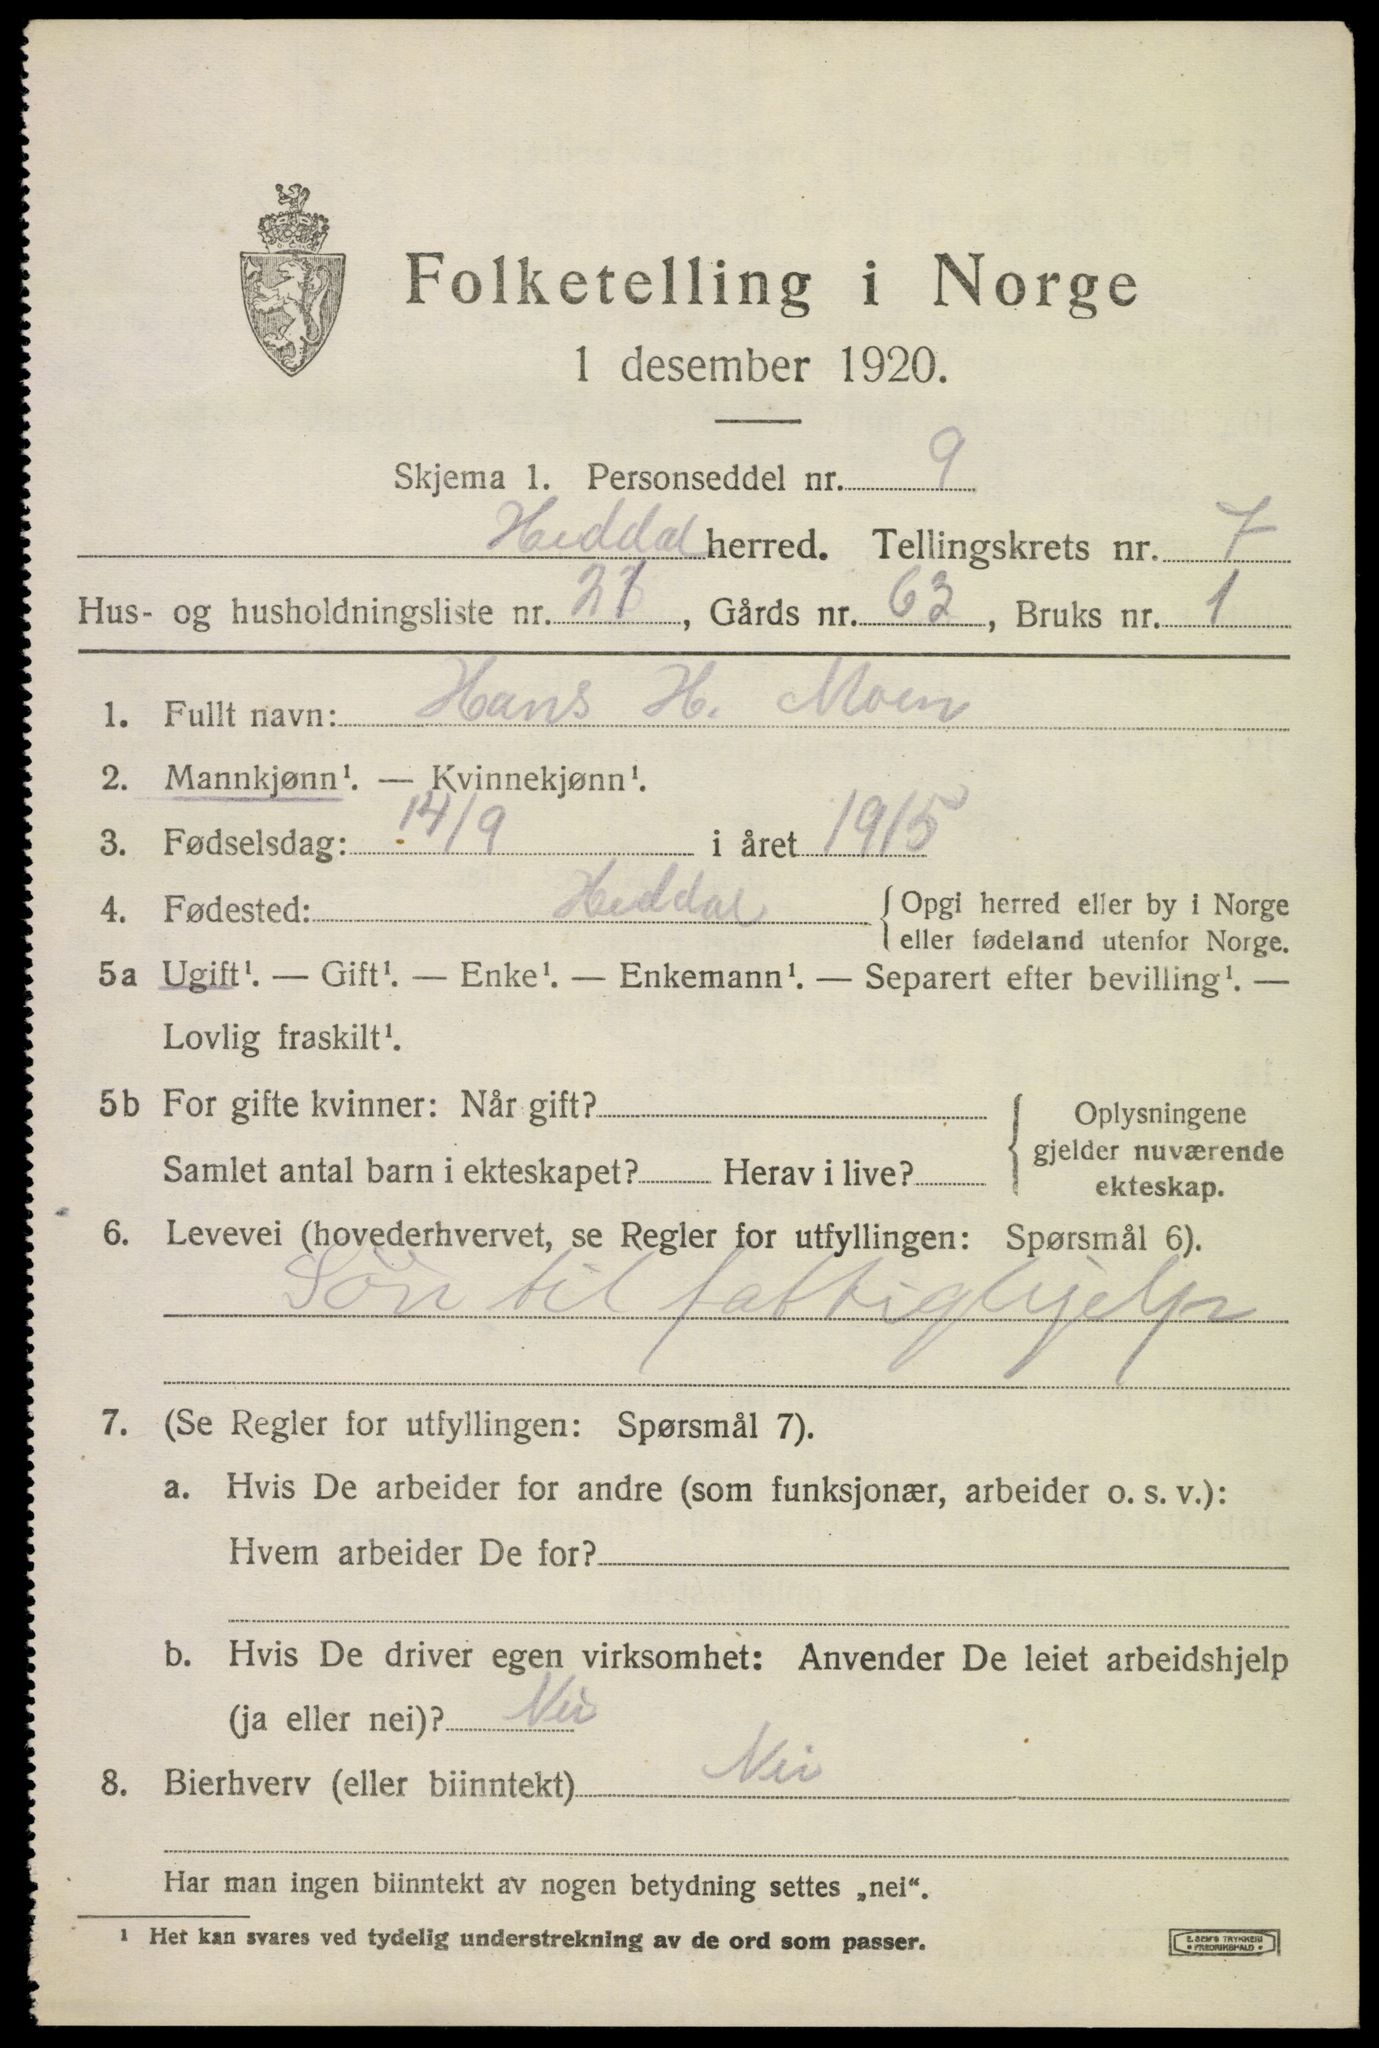 Folketelling i Norge
1 desember 1920.
Skjema 1. Personseddel nr. 9
Heddal herred. Tellingskrets nr. 7
Hus- og husholdningsliste nr. , Gårds nr. 63, Bruks nr. 1
1. Fullt navn: Hans H. Moen
2. Mannkjønn¹. — Kvinnekjønn¹.
3. Fødselsdag: 14/9 i året 1915
4. Fødested: Heddal { Opgi herred eller by i Norge
eller fødeland utenfor Norge.
5a Ugift¹. — Gift¹. — Enke¹. — Enkemann¹. — Separert efter bevilling¹. —
Lovlig fraskilt¹.
5b For gifte kvinner: Når gift? { Oplysningene
gjelder nuværende
Samlet antal barn i ekteskapet? Herav i live?
ekteskap.
6. Levevei (hovederhvervet, se Regler for utfyllingen: Spørsmål 6).
Søn til fattighjelp
7. (Se Regler for utfyllingen: Spørsmål 7).
a. Hvis De arbeider for andre (som funksjonær, arbeider o. s. v.):
Hvem arbeider De for?
b. Hvis De driver egen virksomhet: Anvender De leiet arbeidshjelp
(ja eller nei)? Nei
8. Bierhverv (eller biinntekt) Nei
Har man ingen biinntekt av nogen betydning settes „nei“.
¹ Het kan svares ved tydelig understrekning av de ord som passer.
E. SEM'S TRYKKERI
• FREDRIKSHALD •